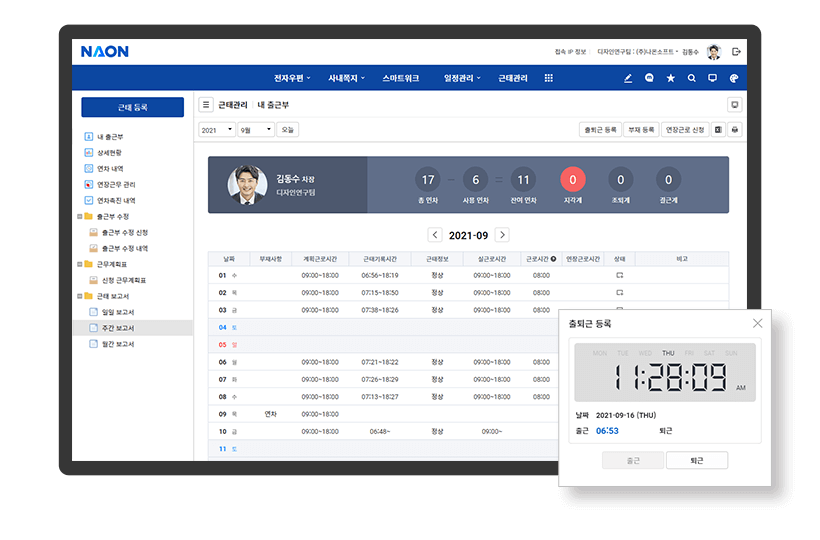 NAON
접속 IP 정보
디자인연구팀 : (주)나온소프트
김동수
전자우편
사내쪽지
스마트워크
일정관리
근태관리
근태 등록
내 출근부
상세현황
연차 내역
연장근무 관리
연차촉진 내역
출근부 수정
출근부 수정 신청
출근부 수정 내역
근무계획표
신청 근무계획표
근태 보고서
일일 보고서
주간 보고서
월간 보고서
근태관리 내 출근부
2021 9월 오늘
출퇴근 등록 부재 등록 연장근로 신청
김동수 차장
디자인연구팀
17 - 6 = 11 0 0 0
총 연차 사용 연차 잔여 연차 지각계 조퇴계 결근계
< 2021-09 >
날짜 부재사항 계획근로시간 근태기록시간 근태정보 실근로시간 근로시간 연장근로시간 상태 비고
01 수 09:00~18:00 06:56~18:19 정상 09:00~18:00 08:00
02 목 09:00~18:00 07:15~18:50 정상 09:00~18:00 08:00
03 금 09:00~18:00 07:38~18:26 정상 09:00~18:00 08:00
04 토
05 일
06 월 09:00~18:00 07:21~18:22 정상 09:00~18:00 08:00
07 화 09:00~18:00 07:26~18:29 정상 09:00~18:00 08:00
08 수 09:00~18:00 07:13~18:27 정상 09:00~18:00 08:00
09 목 연차 09:00~18:00
10 금 09:00~18:00 06:48~ 정상 09:00~
11 토
출퇴근 등록
MON TUE WED THU FRI SAT SUN
11:28:09 AM
날짜 2021-09-16 (THU)
출근 06:53 퇴근
출근 퇴근